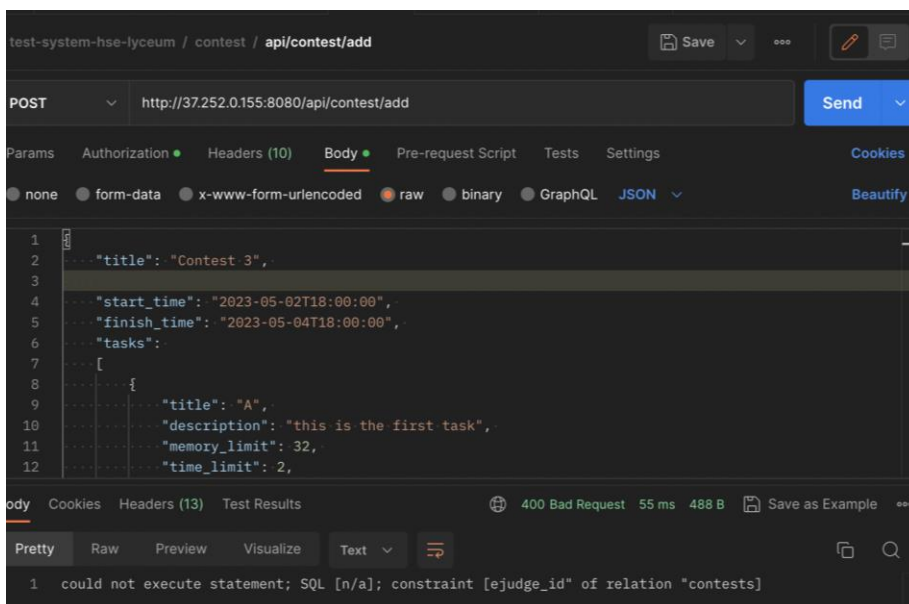 test-system-hse-lyceum / contest / api/contest/add Save
POST http://37.252.0.155:8080/api/contest/add Send
Params Authorization Headers (10) Body Pre-request Script Tests Settings Cookies
none form-data x-www-form-urlencoded raw binary GraphQL JSON Beautify
1 {
2 "title": "Contest 3",
3
4 "start_time": "2023-05-02T18:00:00",
5 "finish_time": "2023-05-04T18:00:00",
6 "tasks":
7 [
8 {
9 "title": "A",
10 "description": "this is the first task",
11 "memory_limit": 32,
12 "time_limit": 2,
ody Cookies Headers (13) Test Results 400 Bad Request 55 ms 488 B Save as Example
Pretty Raw Preview Visualize Text
1 could not execute statement; SQL [n/a]; constraint [ejudge_id" of relation "contests]